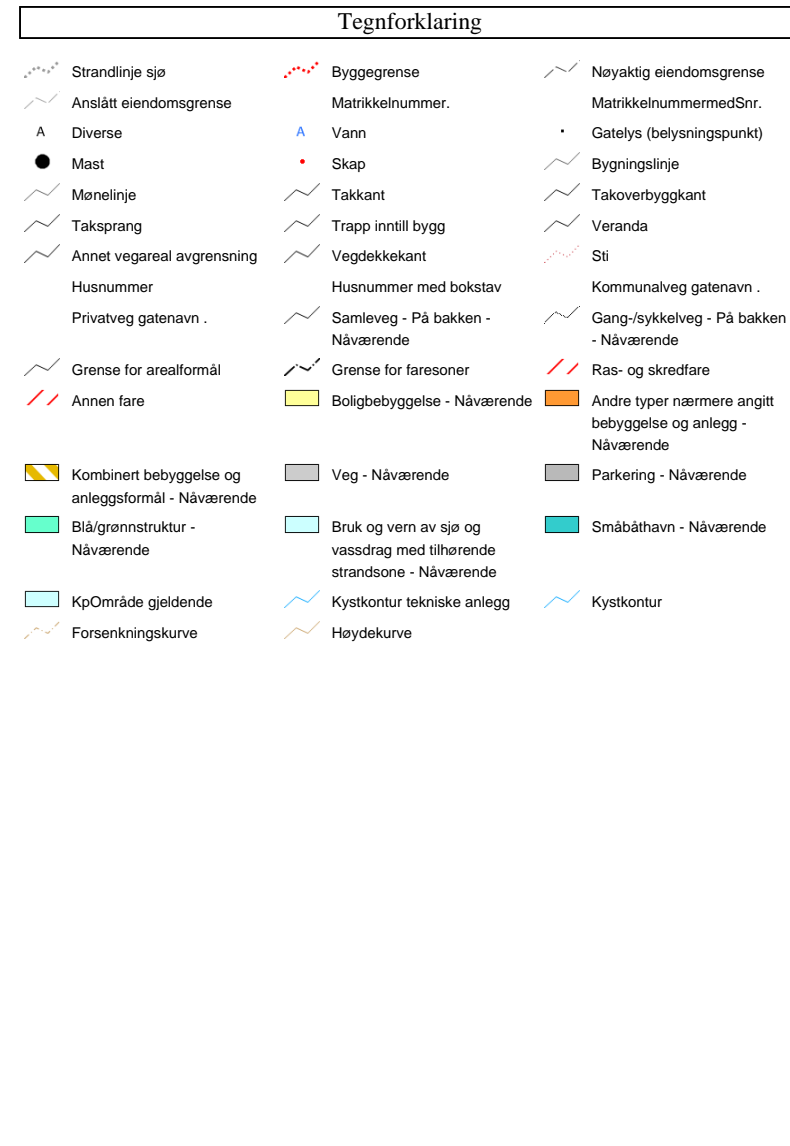 Tegnforklaring
Strandlinje sjø
Byggegrense
Nøyaktig eiendomsgrense
Anslått eiendomsgrense
Matrikkelnummer.
MatrikkelnummermedSnr.
A Diverse
A Vann
Gatelys (belysningspunkt)
Mast
Skap
Bygningslinje
Mønelinje
Takkant
Takoverbyggkant
Taksprang
Trapp inntill bygg
Veranda
Annet vegareal avgrensning
Vegdekkekant
Sti
Husnummer
Husnummer med bokstav
Kommunalveg gatenavn .
Privatveg gatenavn .
Samleveg - På bakken -
Nåværende
Gang-/sykkelveg - På bakken
- Nåværende
Grense for arealformål
Grense for faresoner
Ras- og skredfare
Annen fare
Boligbebyggelse - Nåværende
Andre typer nærmere angitt
bebyggelse og anlegg -
Nåværende
Kombinert bebyggelse og
anleggsformål - Nåværende
Veg - Nåværende
Parkering - Nåværende
Blå/grønnstruktur -
Nåværende
Bruk og vern av sjø og
vassdrag med tilhørende
strandsone - Nåværende
Småbåthavn - Nåværende
KpOmråde gjeldende
Kystkontur tekniske anlegg
Kystkontur
Forsenkningskurve
Høydekurve